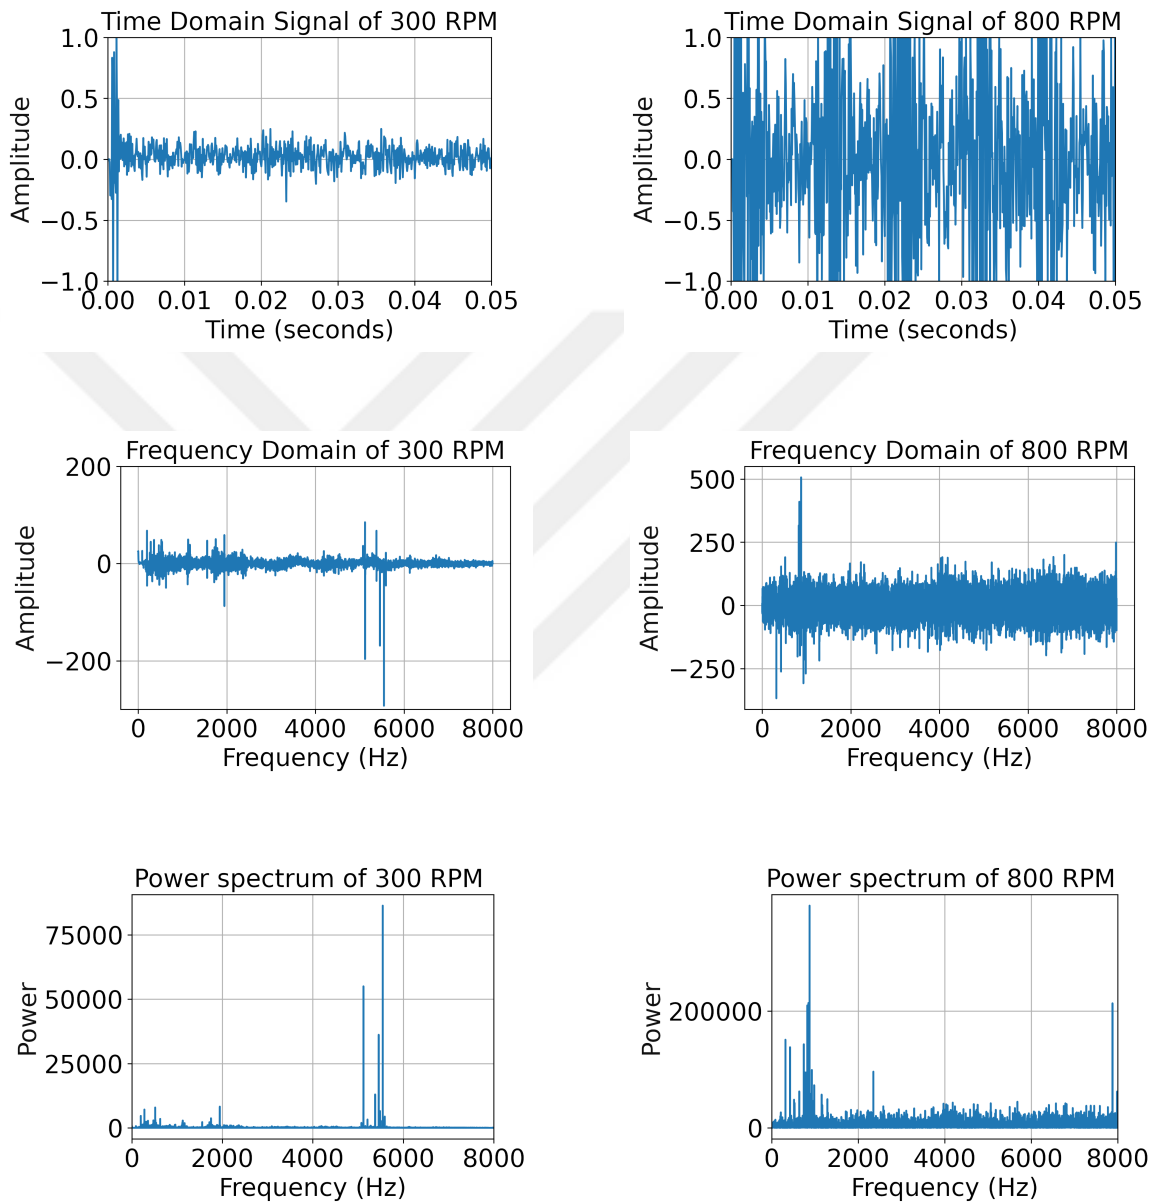 Time Domain Signal of 300 RPM
1.0
0.5
0.0
−0.5
−1.0
Amplitude
0.00 0.01 0.02 0.03 0.04 0.05
Time (seconds)
Time Domain Signal of 800 RPM
1.0
0.5
0.0
−0.5
−1.0
Amplitude
0.00 0.01 0.02 0.03 0.04 0.05
Time (seconds)
Frequency Domain of 300 RPM
200
0
−200
Amplitude
0 2000 4000 6000 8000
Frequency (Hz)
Frequency Domain of 800 RPM
500
250
0
−250
Amplitude
0 2000 4000 6000 8000
Frequency (Hz)
Power spectrum of 300 RPM
75000
50000
25000
0
Power
0 2000 4000 6000 8000
Frequency (Hz)
Power spectrum of 800 RPM
200000
0
Power
0 2000 4000 6000 8000
Frequency (Hz)